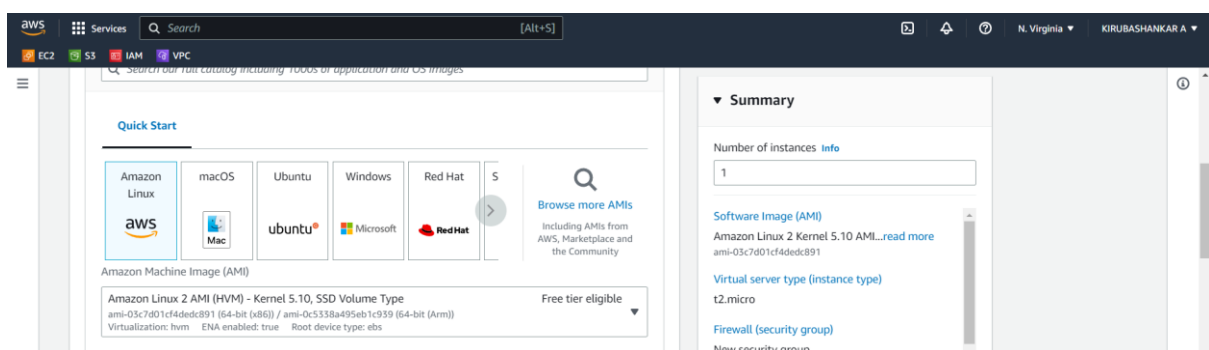 aws
Services
Search
[Alt+S]
N. Virginia
KIRUBASHANKAR A
EC2
S3
IAM
VPC
Search our full catalog including 1000s of application and OS images
Quick Start
Amazon Linux
aws
macOS
Mac
Ubuntu
ubuntu
Windows
Microsoft
Red Hat
Red Hat
S
Browse more AMIs
Including AMIs from
AWS, Marketplace and
the Community
Amazon Machine Image (AMI)
Amazon Linux 2 AMI (HVM) - Kernel 5.10, SSD Volume Type
Free tier eligible
ami-03c7d01cf4dedc891 (64-bit (x86)) / ami-0c5338a495eb1c939 (64-bit (Arm))
Virtualization: hvm ENA enabled: true Root device type: ebs
Summary
Number of instances Info
1
Software Image (AMI)
Amazon Linux 2 Kernel 5.10 AMI...read more
ami-03c7d01cf4dedc891
Virtual server type (instance type)
t2.micro
Firewall (security group)
New security group